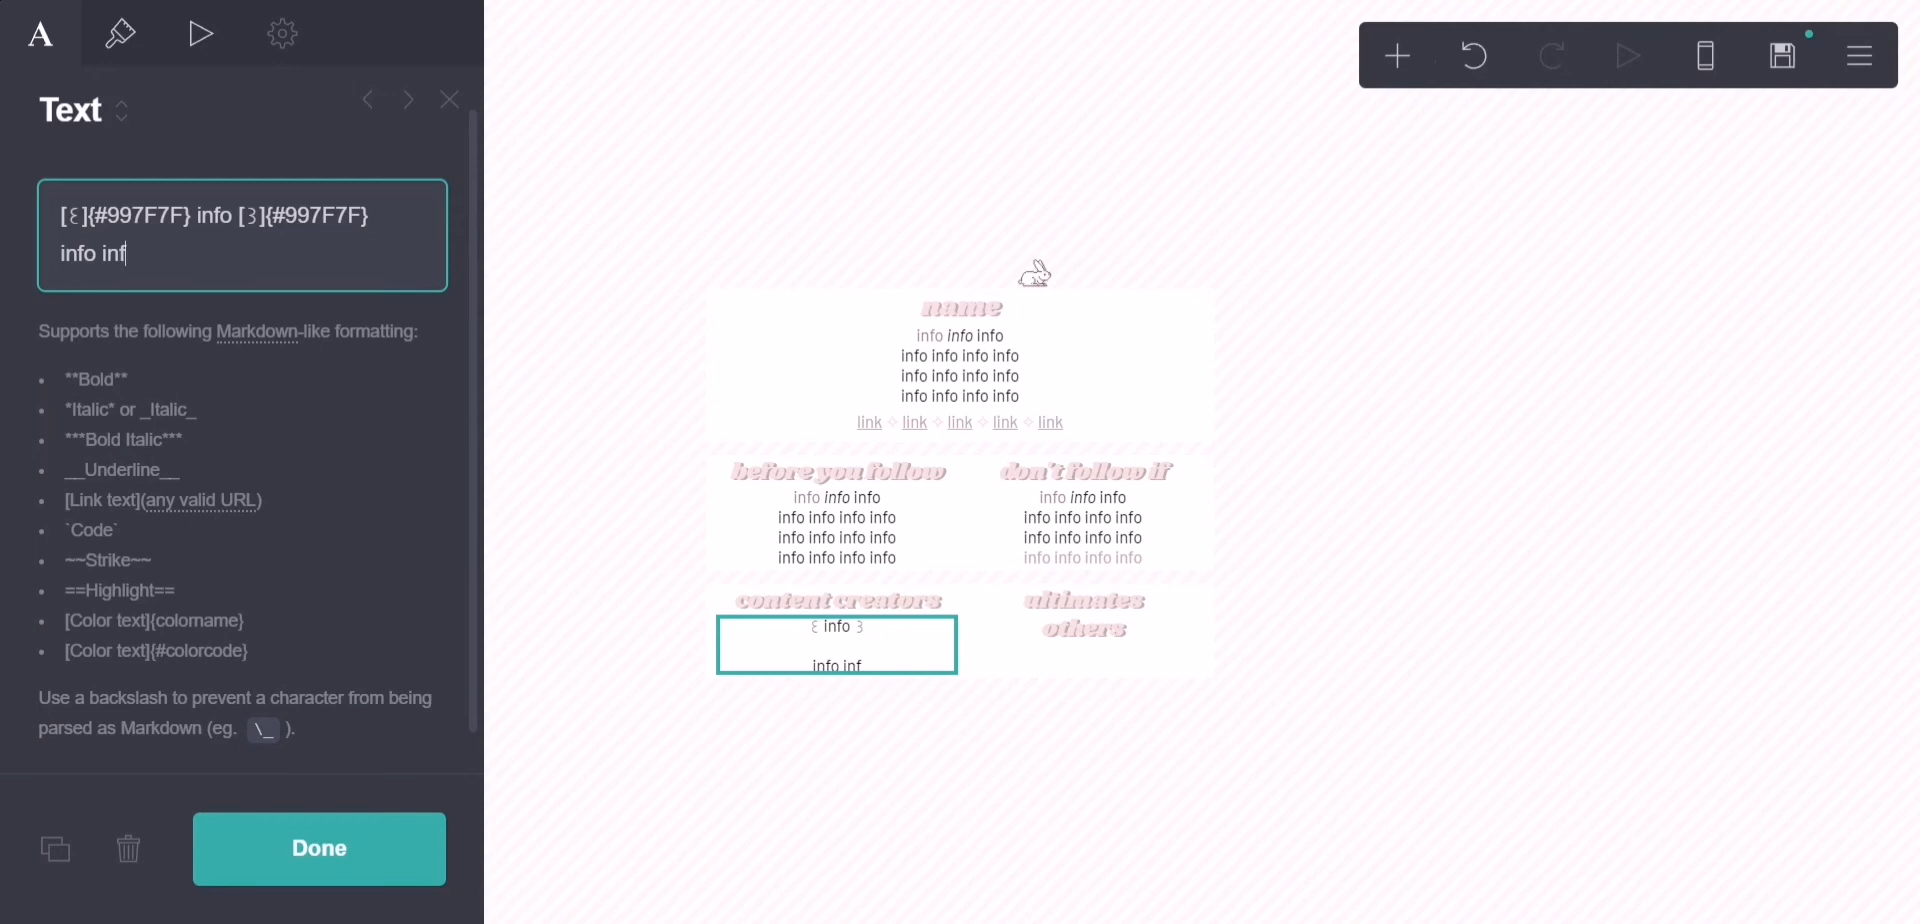 A
Text
[꒰]{#997F7F} info [꒱]{#997F7F}
info inf
Supports the following Markdown-like formatting:
• **Bold**
• *Italic* or _Italic_
• ***Bold Italic***
• __Underline__
• [Link text](any valid URL)
• `Code`
• ~~Strike~~
• ==Highlight==
• [Color text]{colorname}
• [Color text]{#colorcode}
Use a backslash to prevent a character from being
parsed as Markdown (eg. \_ ).
Done
name
info info info
info info info info
info info info info
info info info info
link ✧ link ✧ link ✧ link ✧ link
before you follow
info info info
info info info info
info info info info
info info info info
don't follow if
info info info
info info info info
info info info info
info info info info
content creators
꒰ info ꒱
info inf
ultimates
others